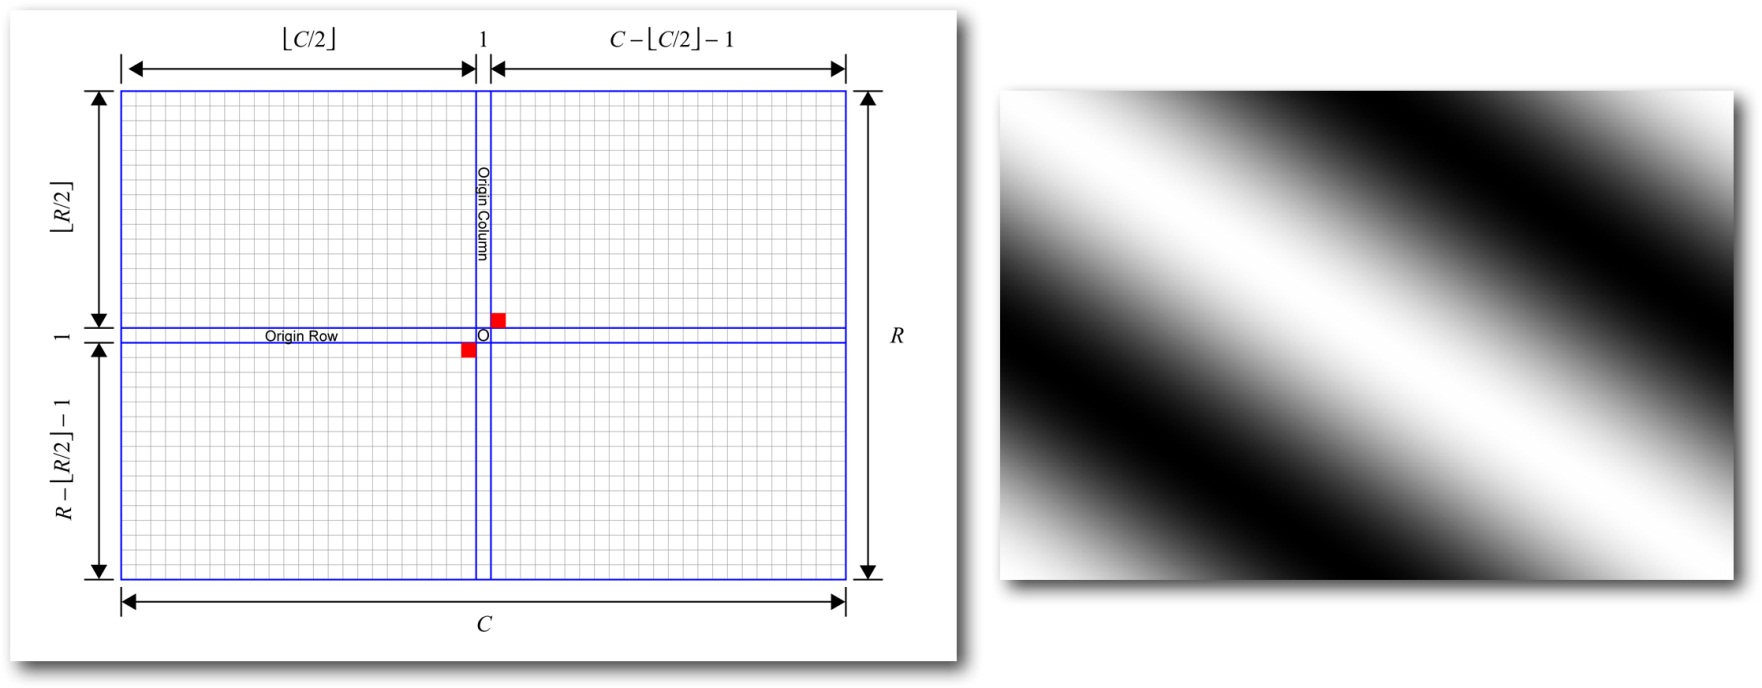 ⌊C/2⌋ 1 C – ⌊C/2⌋ – 1
⌊R/2⌋
Origin Column
Origin Row O
1
R
R – ⌊R/2⌋ – 1
C